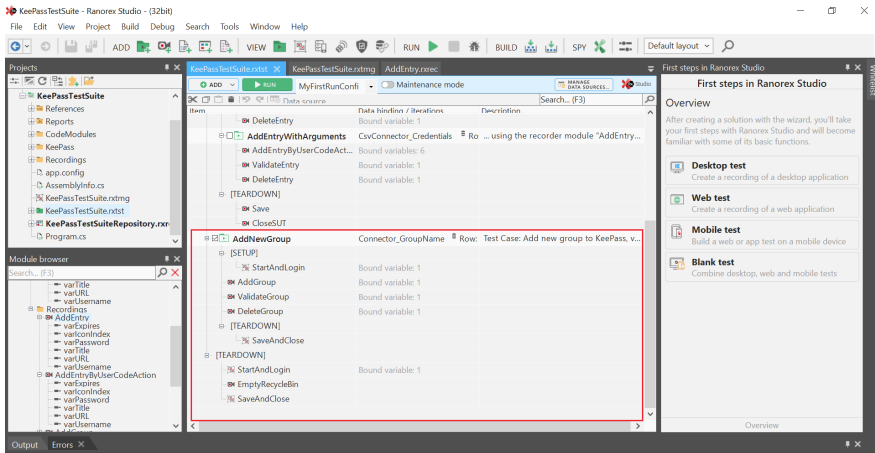 KeePassTestSuite - Ranorex Studio - (32bit)
File Edit View Project Build Debug Search Tools Window Help
ADD VIEW RUN BUILD SPY Default layout
Projects
KeePassTestSuite
References
Reports
CodeModules
KeePass
Recordings
app.config
AssemblyInfo.cs
KeePassTestSuite.rxtmg
KeePassTestSuite.rxtst
KeePassTestSuiteRepository.rxre
Program.cs
Module browser
Search... (F3)
varTitle
varURL
varUsername
Recordings
AddEntry
varExpires
varIconIndex
varPassword
varTitle
varURL
varUsername
AddEntryByUserCodeAction
varExpires
varIconIndex
varPassword
varTitle
varURL
varUsername
KeePassTestSuite.rxtst KeePassTestSuite.rxtmg AddEntry.rxrec
ADD RUN MyFirstRunConfi Maintenance mode MANAGE DATA SOURCES... Studio
Data source Search... (F3)
Item Data binding / iterations Description
DeleteEntry Bound variable: 1
AddEntryWithArguments CsvConnector_Credentials Ro ... using the recorder module "AddEntry...
AddEntryByUserCodeAct... Bound variables: 6
ValidateEntry Bound variable: 1
DeleteEntry Bound variable: 1
[TEARDOWN]
Save
CloseSUT
AddNewGroup Connector_GroupName Row: Test Case: Add new group to KeePass, v...
[SETUP]
StartAndLogin Bound variable: 1
AddGroup Bound variable: 1
ValidateGroup Bound variable: 1
DeleteGroup Bound variable: 1
[TEARDOWN]
SaveAndClose
[TEARDOWN]
StartAndLogin Bound variable: 1
EmptyRecycleBin
SaveAndClose
First steps in Ranorex Studio
First steps in Ranorex Studio
Overview
After creating a solution with the wizard, you'll take
your first steps with Ranorex Studio and will become
familiar with some of its basic functions.
Desktop test
Create a recording of a desktop application
Web test
Create a recording of a web application
Mobile test
Build a web or app test on a mobile device
Blank test
Combine desktop, web and mobile tests
Overview
Whitelist
Output Errors